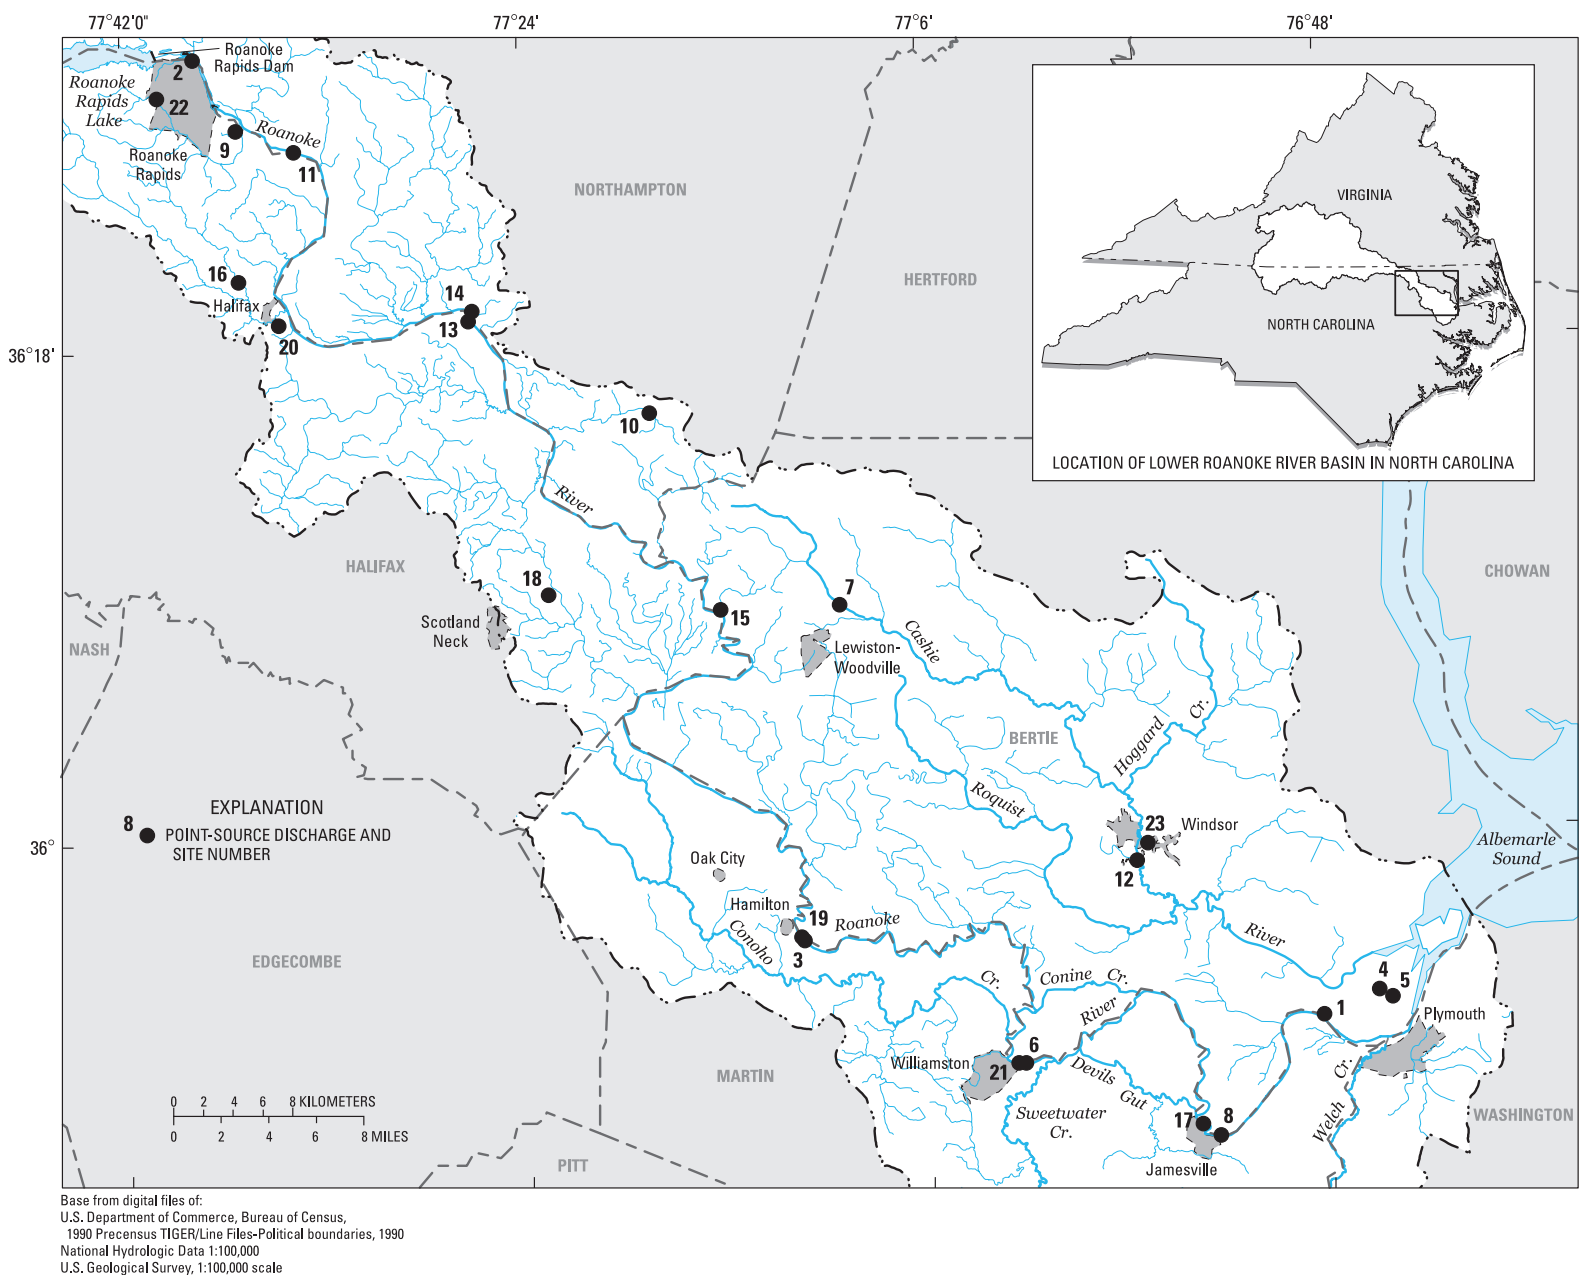 77°42'0"
77°24'
77°6'
76°48'
Roanoke
Rapids Dam
2
Roanoke
Rapids
Lake
22
Roanoke
Rapids
9
Roanoke
11
NORTHAMPTON
VIRGINIA
NORTH CAROLINA
LOCATION OF LOWER ROANOKE RIVER BASIN IN NORTH CAROLINA
HERTFORD
16
Halifax
20
14
13
36°18'
10
River
HALIFAX
CHOWAN
18
Scotland
Neck
15
7
Cashie
Lewiston-
Woodville
NASH
BERTIE
Hoggard
Cr.
Roquist
EXPLANATION
8
POINT-SOURCE DISCHARGE AND
SITE NUMBER
23
Windsor
12
Albemarle
Sound
36°
Oak City
Hamilton
19
3
Roanoke
Conoho
Cr.
River
EDGECOMBE
Conine
Cr.
River
4
5
1
Plymouth
Williamston
21
6
Devils
Gut
Sweetwater
Cr.
MARTIN
17
8
Jamesville
Welch
Cr.
WASHINGTON
PITT
0 2 4 6 8 KILOMETERS
0 2 4 6 8 MILES
Base from digital files of:
U.S. Department of Commerce, Bureau of Census,
1990 Precensus TIGER/Line Files-Political boundaries, 1990
National Hydrologic Data 1:100,000
U.S. Geological Survey, 1:100,000 scale